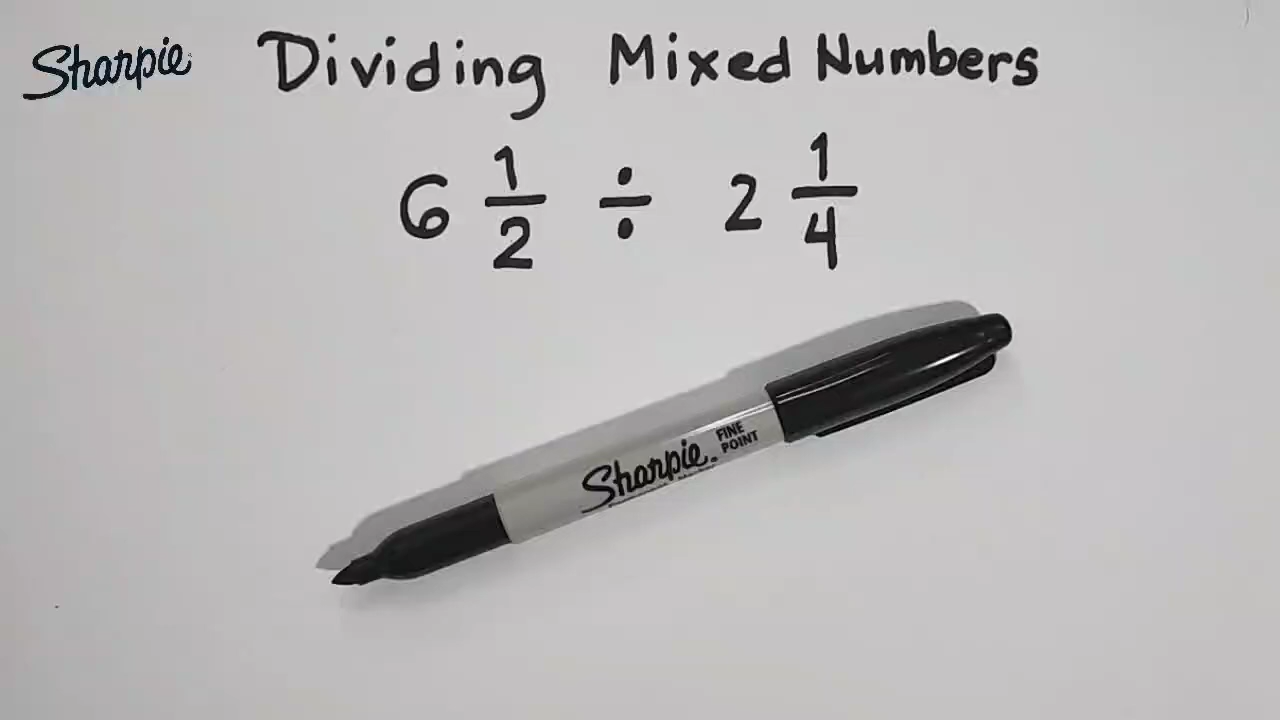 Sharpie
Dividing Mixed Numbers
6 1/2 ÷ 2 1/4
Sharpie.
FINE
POINT